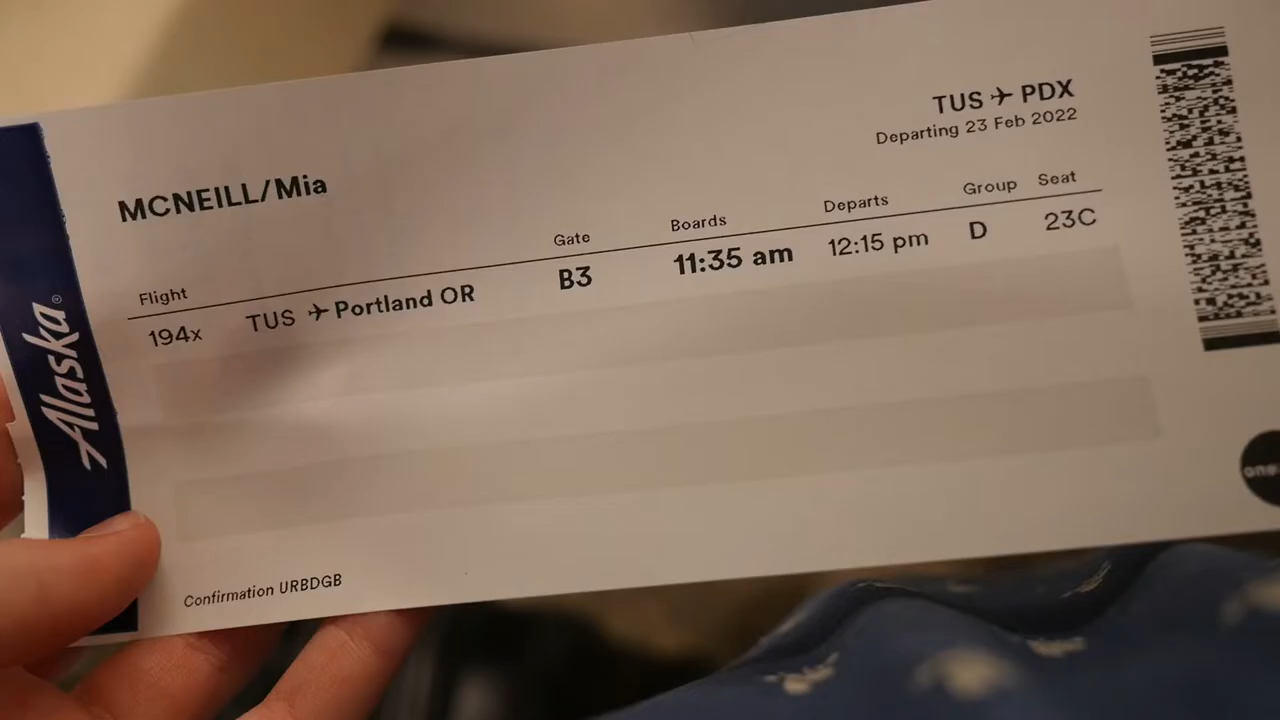 Alaska®
TUS ✈ PDX
Departing 23 Feb 2022
MCNEILL/Mia
Flight Gate Boards Departs Group Seat
194x TUS ✈ Portland OR B3 11:35 am 12:15 pm D 23C
one
Confirmation URBDGB